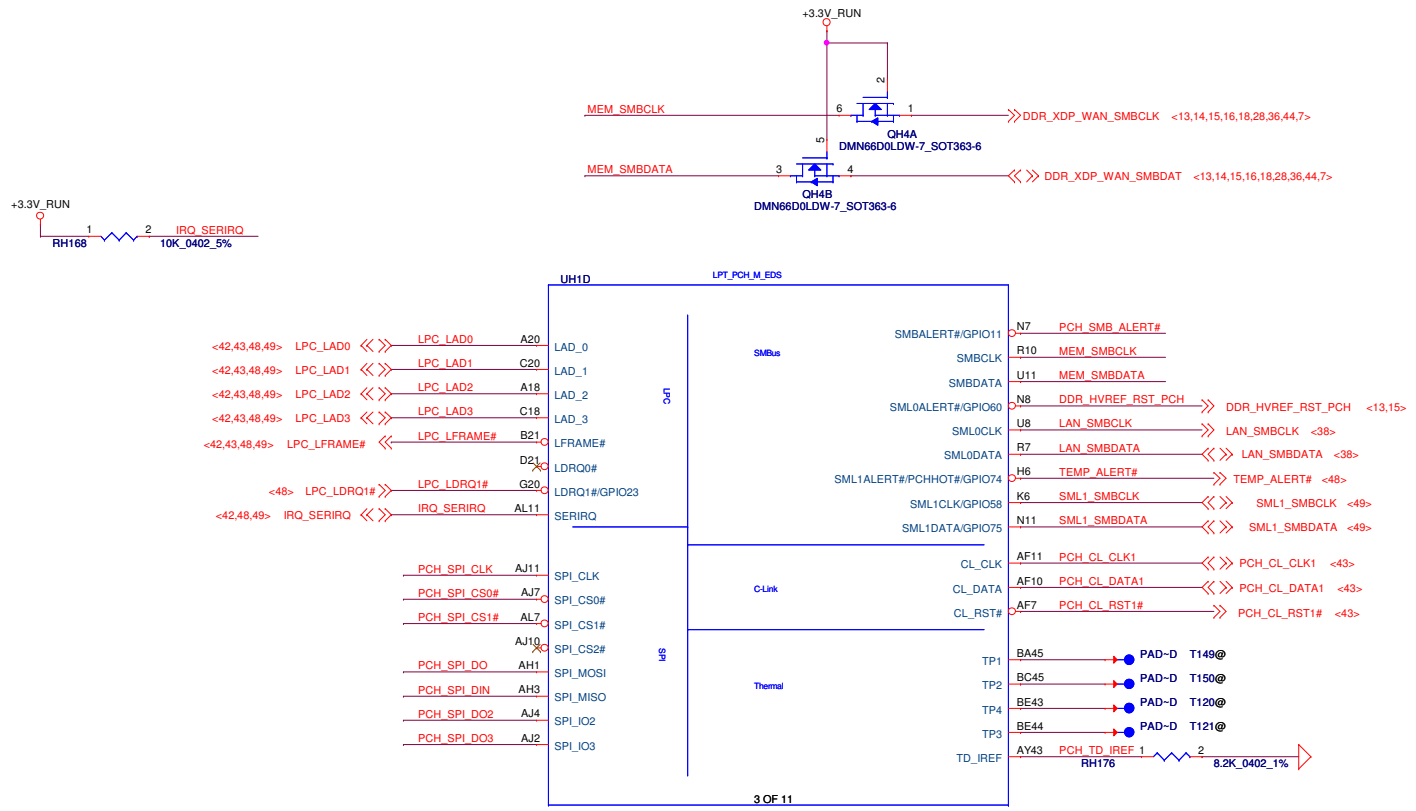 +3.3V_RUN
2
MEM_SMBCLK 6 1 DDR_XDP_WAN_SMBCLK <13,14,15,16,18,28,36,44,7>
QH4A
DMN66D0LDW-7_SOT363-6
5
MEM_SMBDATA 3 4 DDR_XDP_WAN_SMBDAT <13,14,15,16,18,28,36,44,7>
QH4B
DMN66D0LDW-7_SOT363-6
+3.3V_RUN
1 2 IRQ_SERIRQ
RH168 10K_0402_5%
UH1D LPT_PCH_M_EDS
<42,43,48,49> LPC_LAD0 LPC_LAD0 A20 LAD_0
<42,43,48,49> LPC_LAD1 LPC_LAD1 C20 LAD_1
<42,43,48,49> LPC_LAD2 LPC_LAD2 A18 LAD_2
<42,43,48,49> LPC_LAD3 LPC_LAD3 C18 LAD_3
<42,43,48,49> LPC_LFRAME# LPC_LFRAME# B21 LFRAME#
D21 LDRQ0#
<48> LPC_LDRQ1# LPC_LDRQ1# G20 LDRQ1#/GPIO23
<42,48,49> IRQ_SERIRQ IRQ_SERIRQ AL11 SERIRQ
LPC
PCH_SPI_CLK AJ11 SPI_CLK
PCH_SPI_CS0# AJ7 SPI_CS0#
PCH_SPI_CS1# AL7 SPI_CS1#
AJ10 SPI_CS2#
PCH_SPI_DO AH1 SPI_MOSI
PCH_SPI_DIN AH3 SPI_MISO
PCH_SPI_DO2 AJ4 SPI_IO2
PCH_SPI_DO3 AJ2 SPI_IO3
SPI
SMBus
SMBALERT#/GPIO11 N7 PCH_SMB_ALERT#
SMBCLK R10 MEM_SMBCLK
SMBDATA U11 MEM_SMBDATA
SML0ALERT#/GPIO60 N8 DDR_HVREF_RST_PCH DDR_HVREF_RST_PCH <13,15>
SML0CLK U8 LAN_SMBCLK LAN_SMBCLK <38>
SML0DATA R7 LAN_SMBDATA LAN_SMBDATA <38>
SML1ALERT#/PCHHOT#/GPIO74 H6 TEMP_ALERT# TEMP_ALERT# <48>
SML1CLK/GPIO58 K6 SML1_SMBCLK SML1_SMBCLK <49>
SML1DATA/GPIO75 N11 SML1_SMBDATA SML1_SMBDATA <49>
C-Link
CL_CLK AF11 PCH_CL_CLK1 PCH_CL_CLK1 <43>
CL_DATA AF10 PCH_CL_DATA1 PCH_CL_DATA1 <43>
CL_RST# AF7 PCH_CL_RST1# PCH_CL_RST1# <43>
Thermal
TP1 BA45 PAD~D T149@
TP2 BC45 PAD~D T150@
TP4 BE43 PAD~D T120@
TP3 BE44 PAD~D T121@
TD_IREF AY43 PCH_TD_IREF 1 2
RH176 8.2K_0402_1%
3 OF 11